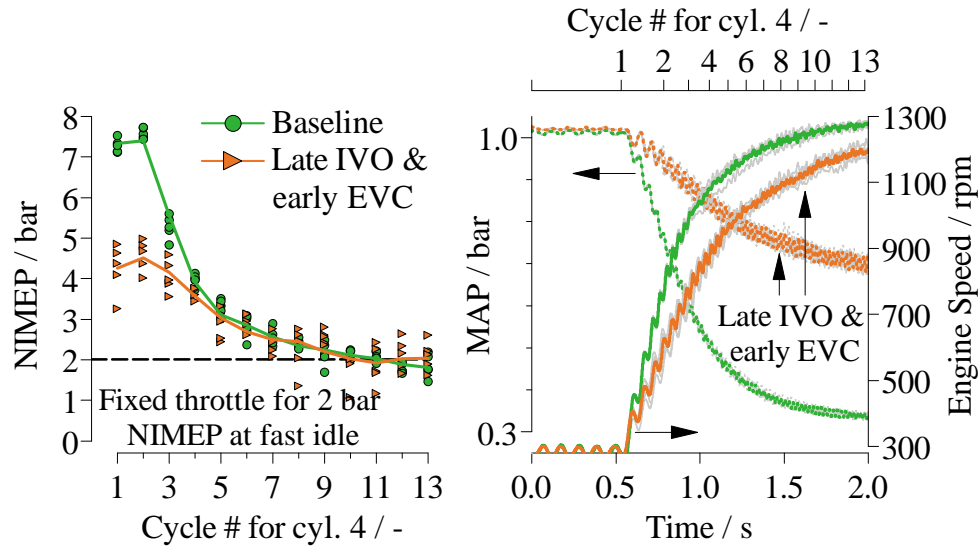 Cycle # for cyl. 4 / -
1 2 4 6 8 10 13
8
7
6
5
4
3
2
1
0
NIMEP / bar
Baseline
Late IVO &
early EVC
Fixed throttle for 2 bar
NIMEP at fast idle
1 3 5 7 9 11 13
Cycle # for cyl. 4 / -
1.0
0.3
MAP / bar
Late IVO &
early EVC
1300
1100
900
700
500
300
Engine Speed / rpm
0.0 0.5 1.0 1.5 2.0
Time / s